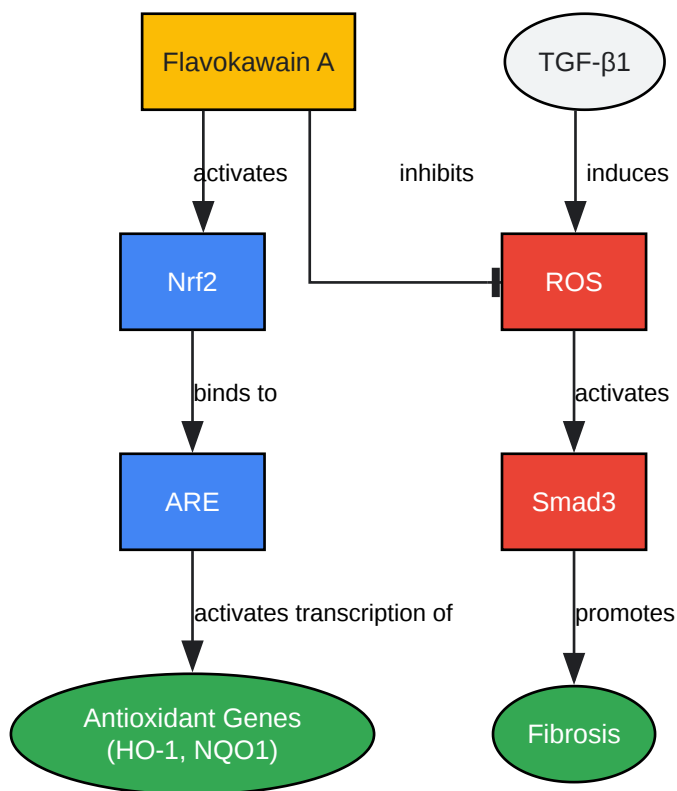 Flavokawain A
TGF-β1
activates
inhibits
induces
Nrf2
ROS
binds to
activates
ARE
Smad3
activates transcription of
promotes
Antioxidant Genes
(HO-1, NQO1)
Fibrosis